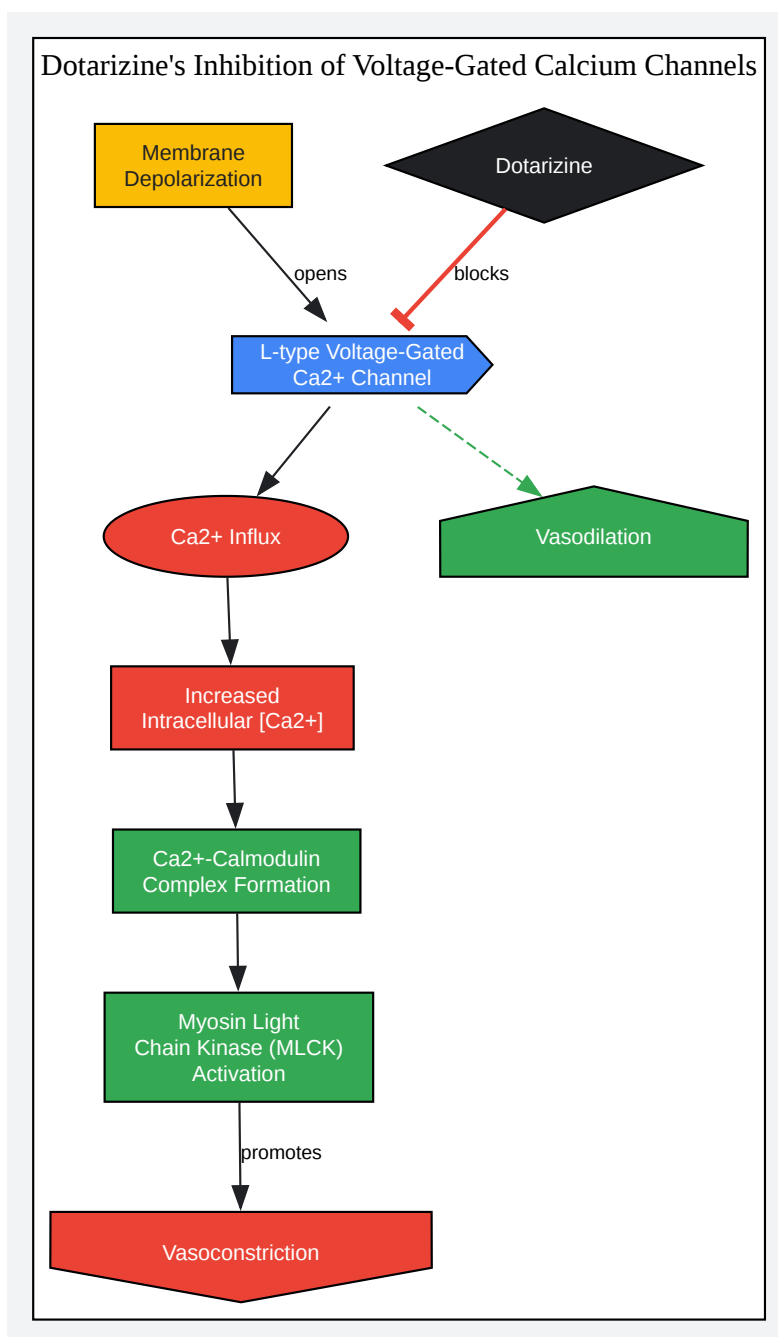 Dotarizine's Inhibition of Voltage-Gated Calcium Channels
Membrane
Depolarization
Dotarizine
opens
blocks
L-type Voltage-Gated
Ca2+ Channel
Ca2+ Influx
Vasodilation
Increased
Intracellular [Ca2+]
Ca2+-Calmodulin
Complex Formation
Myosin Light
Chain Kinase (MLCK)
Activation
promotes
Vasoconstriction